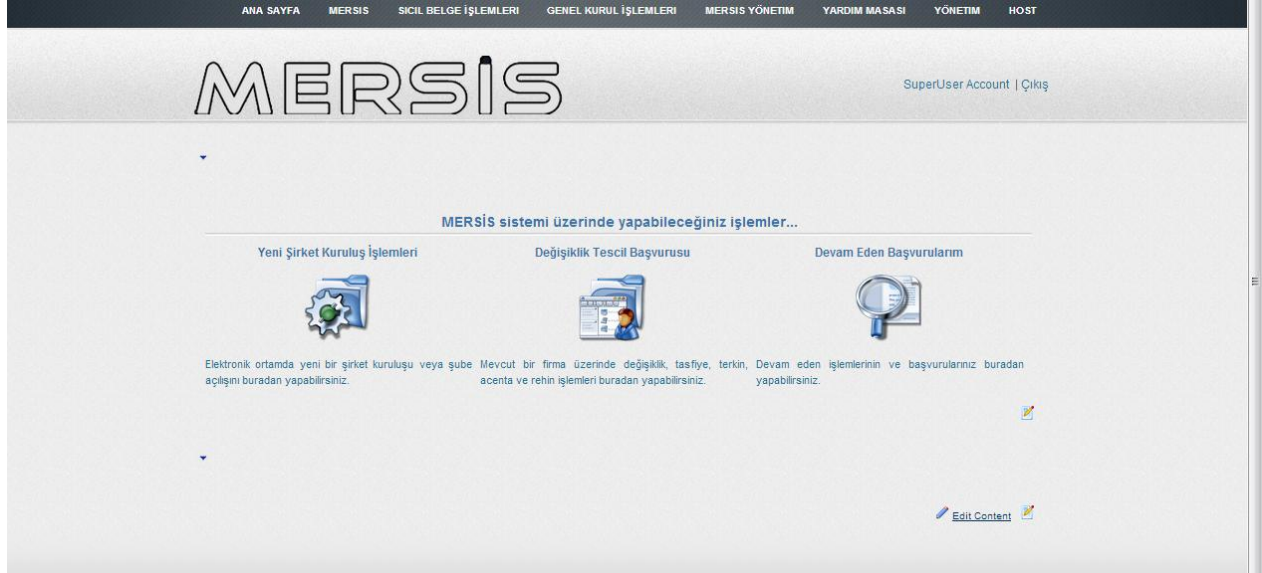 ANA SAYFA MERSIS SICIL BELGE İŞLEMLERI GENEL KURUL İŞLEMLERI MERSIS YÖNETIM YARDIM MASASI YÖNETIM HOST
MERSİS
SuperUser Account | Çıkış
MERSİS sistemi üzerinde yapabileceğiniz işlemler...
Yeni Şirket Kuruluş İşlemleri
Değişiklik Tescil Başvurusu
Devam Eden Başvurularım
Elektronik ortamda yeni bir şirket kuruluşu veya şube
açılışını buradan yapabilirsiniz.
Mevcut bir firma üzerinde değişiklik, tasfiye, terkin,
acenta ve rehin işlemleri buradan yapabilirsiniz.
Devam eden işlemlerinin ve başvurularınız buradan
yapabilirsiniz.
Edit Content